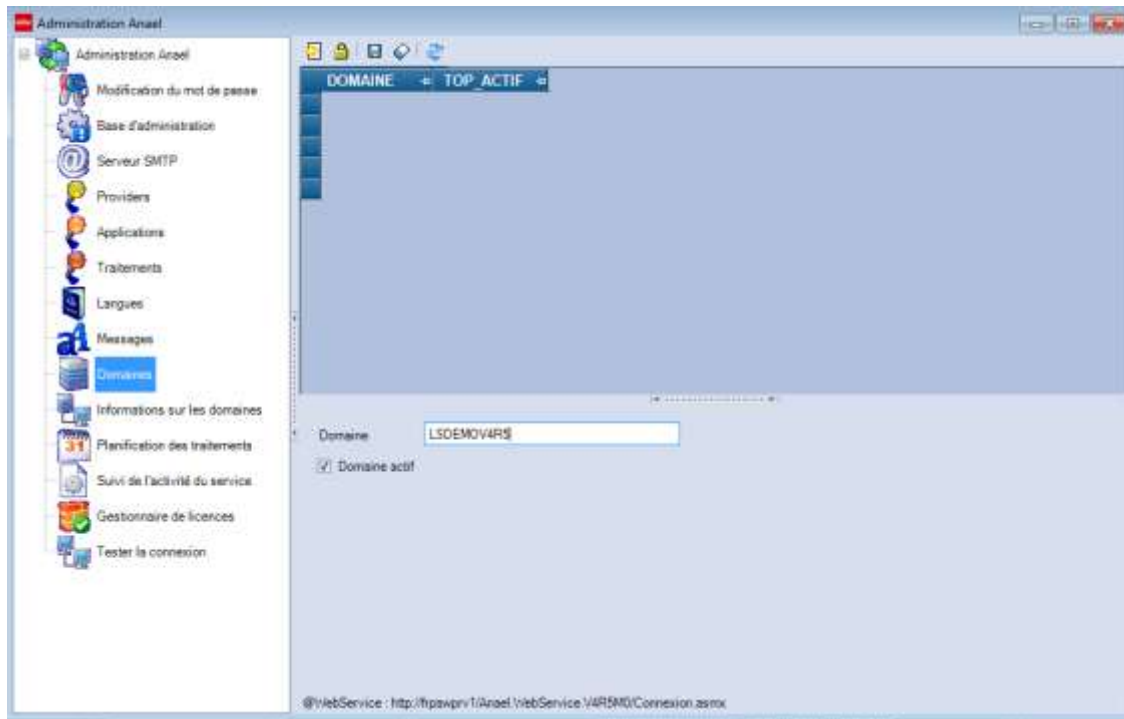 Administration Anael
Administration Anael
Modification du mot de passe
Base d'administration
Serveur SMTP
Providers
Applications
Traitements
Langues
Messages
Domaines
Informations sur les domaines
Planification des traitements
Suivi de l'activité du service
Gestionnaire de licences
Tester la connexion
DOMAINE TOP_ACTIF
Domaine LSDEMOV4R5
Domaine actif
@WebService : http://frpawprv1/Anael.WebService.V4R5M0/Connexion.asmx